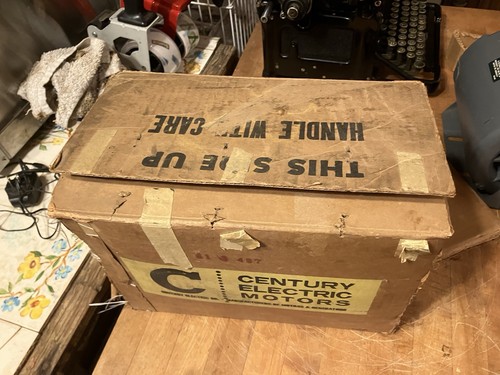 THIS SIDE UP
HANDLE WITH CARE
C
CENTURY
ELECTRIC
MOTORS